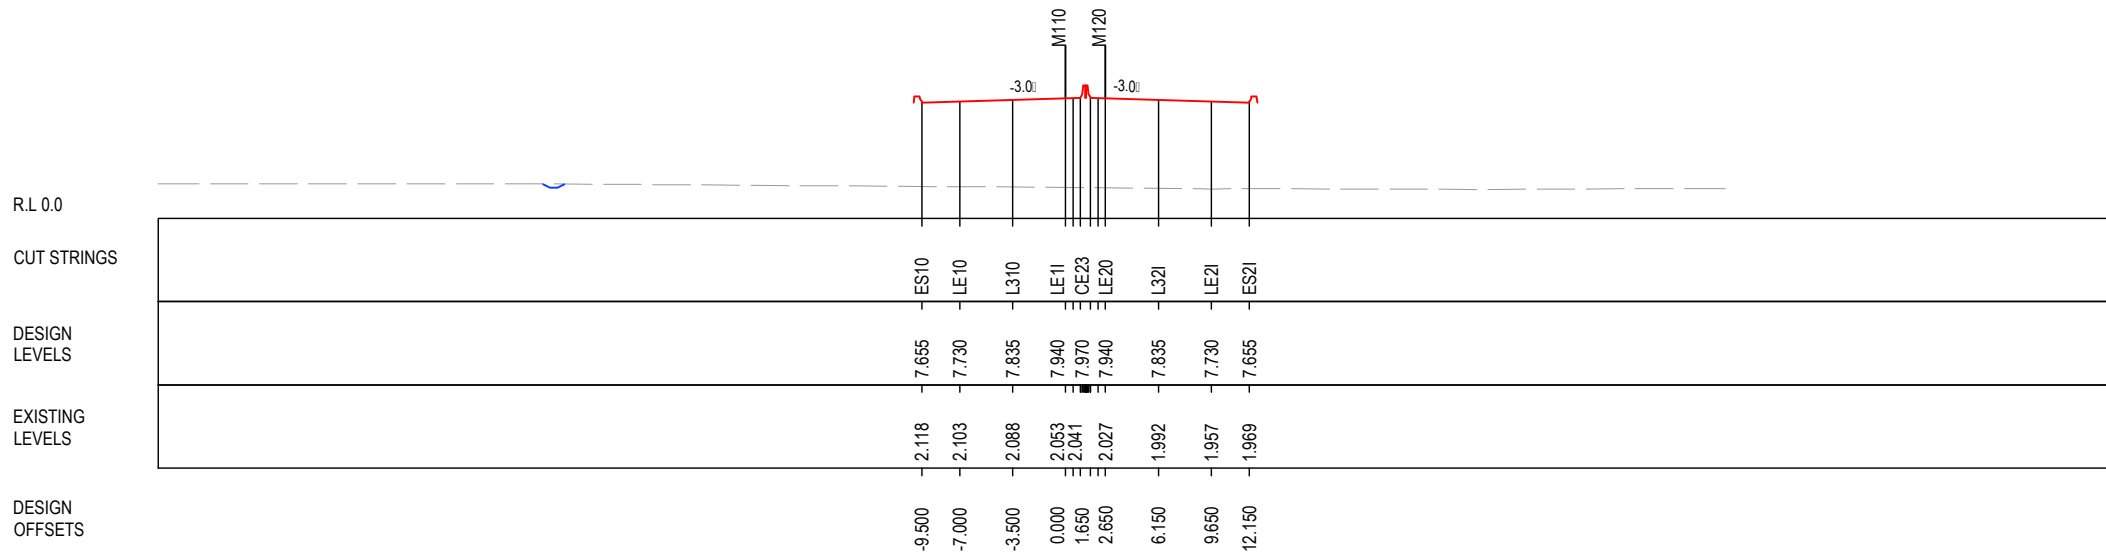 M110 M120
-3.0 -3.0
R.L 0.0
CUT STRINGS
ES10 LE10 L310 LE1I CE23 LE20 L32I LE2I ES2I
DESIGN
LEVELS
7.655 7.730 7.835 7.940 7.970 7.940 7.835 7.730 7.655
EXISTING
LEVELS
2.118 2.103 2.088 2.053 2.041 2.027 1.992 1.957 1.969
DESIGN
OFFSETS
-9.500 -7.000 -3.500 0.000 1.650 2.650 6.150 9.650 12.150